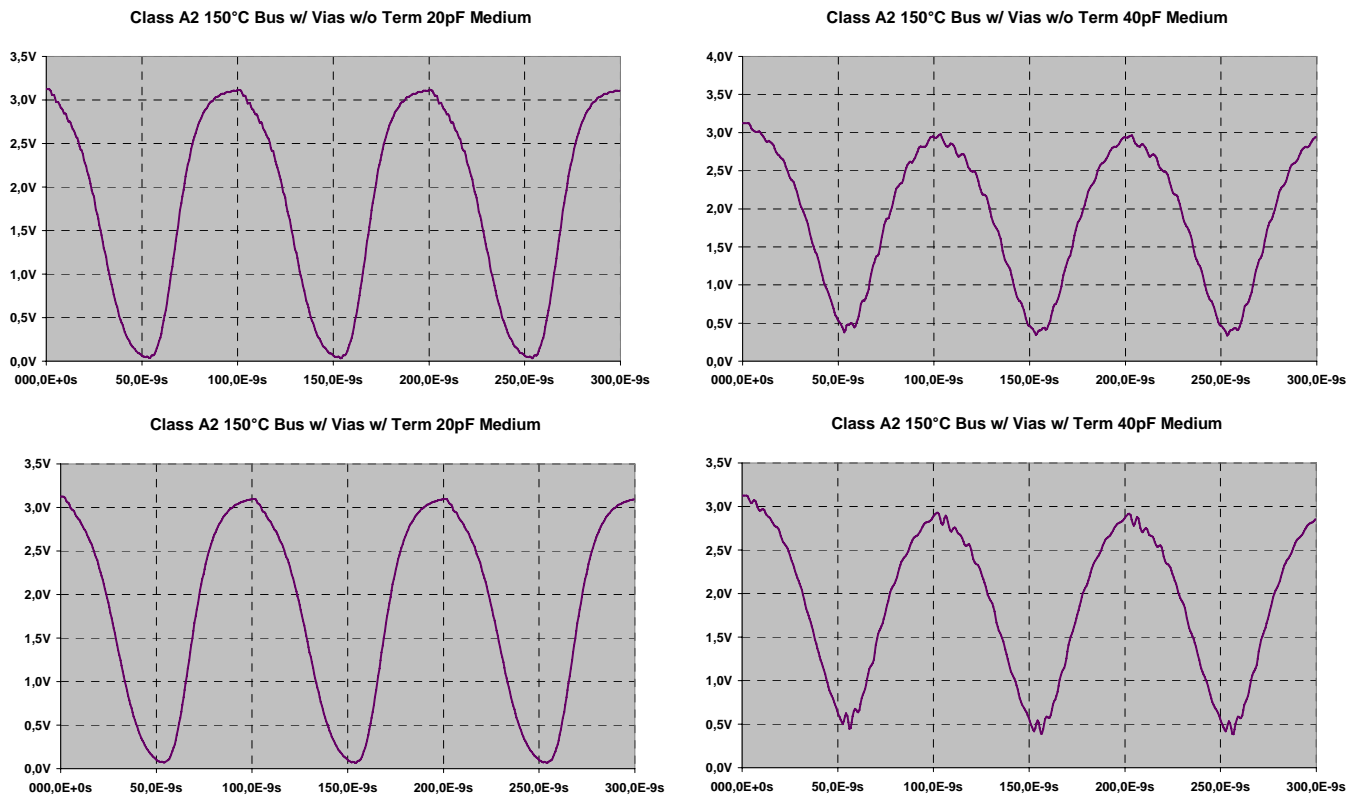 Class A2 150°C Bus w/ Vias w/o Term 20pF Medium
3,5V
3,0V
2,5V
2,0V
1,5V
1,0V
0,5V
0,0V
000,0E+0s 50,0E-9s 100,0E-9s 150,0E-9s 200,0E-9s 250,0E-9s 300,0E-9s
Class A2 150°C Bus w/ Vias w/o Term 40pF Medium
4,0V
3,5V
3,0V
2,5V
2,0V
1,5V
1,0V
0,5V
0,0V
000,0E+0s 50,0E-9s 100,0E-9s 150,0E-9s 200,0E-9s 250,0E-9s 300,0E-9s
Class A2 150°C Bus w/ Vias w/ Term 20pF Medium
3,5V
3,0V
2,5V
2,0V
1,5V
1,0V
0,5V
0,0V
000,0E+0s 50,0E-9s 100,0E-9s 150,0E-9s 200,0E-9s 250,0E-9s 300,0E-9s
Class A2 150°C Bus w/ Vias w/ Term 40pF Medium
3,5V
3,0V
2,5V
2,0V
1,5V
1,0V
0,5V
0,0V
000,0E+0s 50,0E-9s 100,0E-9s 150,0E-9s 200,0E-9s 250,0E-9s 300,0E-9s